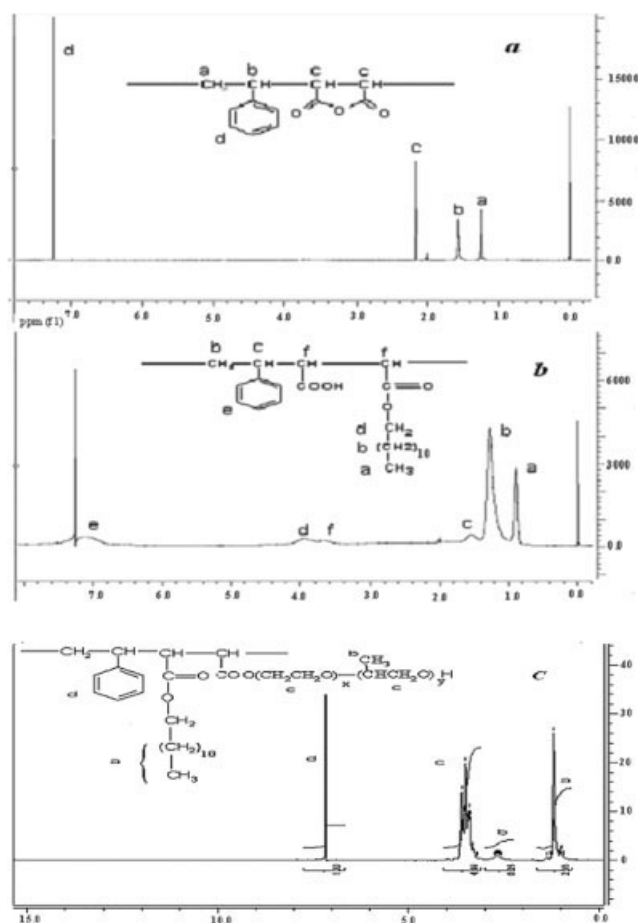 a
d
a b c c
CH2 CH CH CH
O O O
d
c
b
a
15000
10000
5000
0.0
7.0 6.0 5.0 4.0 3.0 2.0 1.0 0.0
ppm (f1)
b c f f
CH CH CH CH
COOH C O
O
e
d CH2
b (CH2)10
a CH3
b
6000
b
a
3000
e d f c
0.0
7.0 6.0 5.0 4.0 3.0 2.0 1.0 0.0
CH2 CH CH CH
b CH3
C O COO(CH2CH2O) x (CHCH2O) y H
c c
O
d
CH2
(CH2)10
CH3
C
40
30
20
10
0
d
c
b
a
15.0 10.0 5.0 0.0